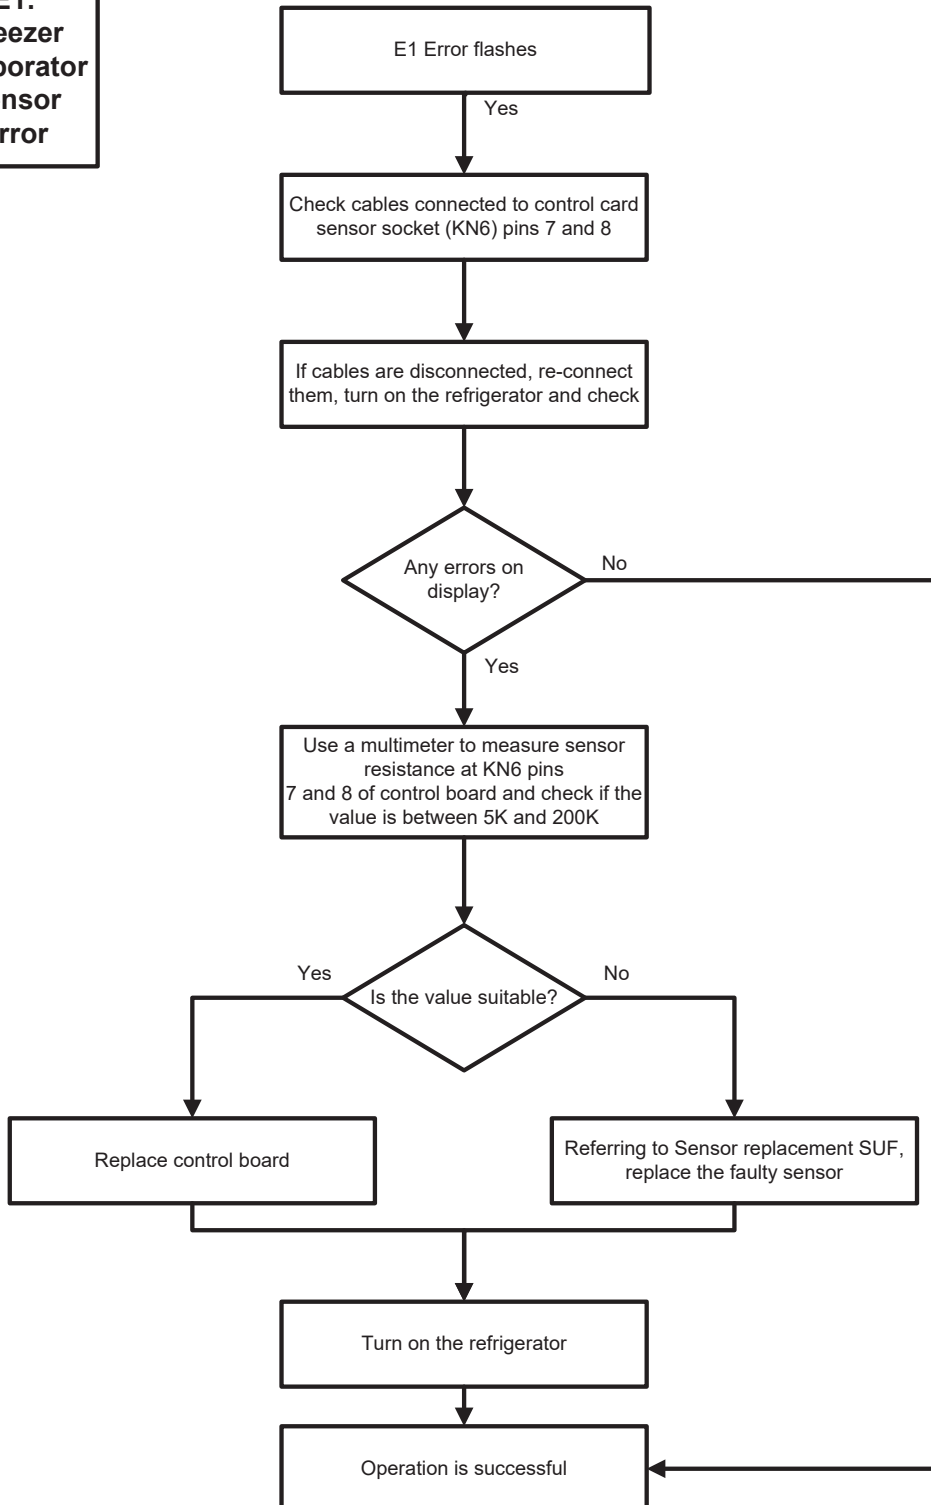 E1:
eezer
porator
nsor
rror
E1 Error flashes
Yes
Check cables connected to control card
sensor socket (KN6) pins 7 and 8
If cables are disconnected, re-connect
them, turn on the refrigerator and check
Any errors on
display?
No
Yes
Use a multimeter to measure sensor
resistance at KN6 pins
7 and 8 of control board and check if the
value is between 5K and 200K
Yes
Is the value suitable?
No
Replace control board
Referring to Sensor replacement SUF,
replace the faulty sensor
Turn on the refrigerator
Operation is successful